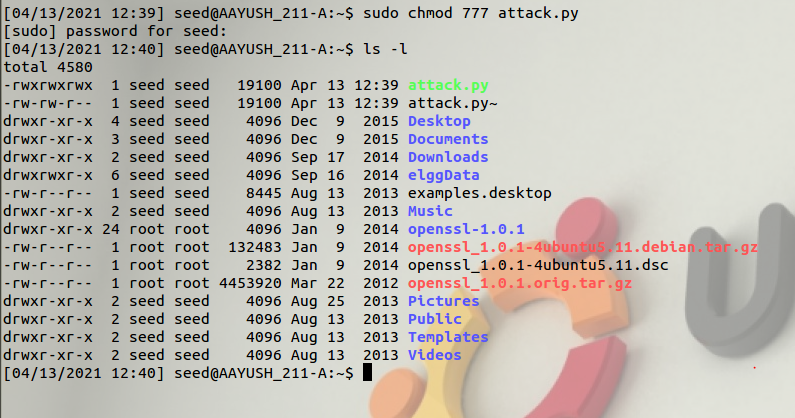 [04/13/2021 12:39] seed@AAYUSH_211-A:~$ sudo chmod 777 attack.py
[sudo] password for seed:
[04/13/2021 12:40] seed@AAYUSH_211-A:~$ ls -l
total 4580
-rwxrwxrwx  1 seed seed   19100 Apr 13 12:39 attack.py
-rw-rw-r--  1 seed seed   19100 Apr 13 12:39 attack.py~
drwxr-xr-x  4 seed seed    4096 Dec  9  2015 Desktop
drwxr-xr-x  3 seed seed    4096 Dec  9  2015 Documents
drwxr-xr-x  2 seed seed    4096 Sep 17  2014 Downloads
drwxrwxr-x  6 seed seed    4096 Sep 16  2014 elggData
-rw-r--r--  1 seed seed    8445 Aug 13  2013 examples.desktop
drwxr-xr-x  2 seed seed    4096 Aug 13  2013 Music
drwxr-xr-x 24 root root    4096 Jan  9  2014 openssl-1.0.1
-rw-r--r--  1 root root  132483 Jan  9  2014 openssl_1.0.1-4ubuntu5.11.debian.tar.gz
-rw-r--r--  1 root root    2382 Jan  9  2014 openssl_1.0.1-4ubuntu5.11.dsc
-rw-r--r--  1 root root 4453920 Mar 22  2012 openssl_1.0.1.orig.tar.gz
drwxr-xr-x  2 seed seed    4096 Aug 25  2013 Pictures
drwxr-xr-x  2 seed seed    4096 Aug 13  2013 Public
drwxr-xr-x  2 seed seed    4096 Aug 13  2013 Templates
drwxr-xr-x  2 seed seed    4096 Aug 13  2013 Videos
[04/13/2021 12:40] seed@AAYUSH_211-A:~$